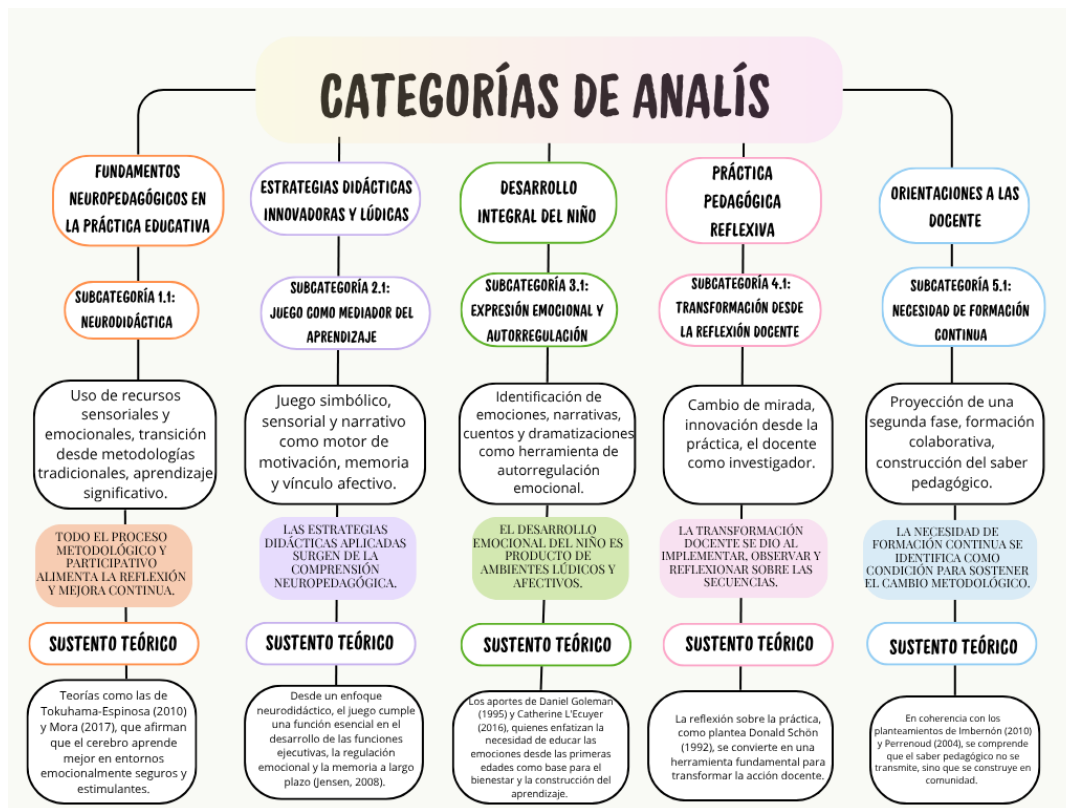 CATEGORÍAS DE ANALÍS
FUNDAMENTOS
NEUROPEDAGÓGICOS EN
LA PRÁCTICA EDUCATIVA
SUBCATEGORÍA 1.1:
NEURODIDÁCTICA
Uso de recursos
sensoriales y
emocionales, transición
desde metodologías
tradicionales, aprendizaje
significativo.
TODO EL PROCESO
METODOLÓGICO Y
PARTICIPATIVO
ALIMENTA LA REFLEXIÓN
Y MEJORA CONTINUA.
SUSTENTO TEÓRICO
Teorías como las de
Tokuhama-Espinosa (2010)
y Mora (2017), que afirman
que el cerebro aprende
mejor en entornos
emocionalmente seguros y
estimulantes.
ESTRATEGIAS DIDÁCTICAS
INNOVADORAS Y LÚDICAS
SUBCATEGORÍA 2.1:
JUEGO COMO MEDIADOR DEL
APRENDIZAJE
Juego simbólico,
sensorial y narrativo
como motor de
motivación, memoria
y vínculo afectivo.
LAS ESTRATEGIAS
DIDÁCTICAS APLICADAS
SURGEN DE LA
COMPRENSIÓN
NEUROPEDAGÓGICA.
SUSTENTO TEÓRICO
Desde un enfoque
neurodidáctico, el juego cumple
una función esencial en el
desarrollo de las funciones
ejecutivas, la regulación
emocional y la memoria a largo
plazo (Jensen, 2008).
DESARROLLO
INTEGRAL DEL NIÑO
SUBCATEGORÍA 3.1:
EXPRESIÓN EMOCIONAL Y
AUTORREGULACIÓN
Identificación de
emociones, narrativas,
cuentos y dramatizaciones
como herramienta de
autorregulación
emocional.
EL DESARROLLO
EMOCIONAL DEL NIÑO ES
PRODUCTO DE
AMBIENTES LÚDICOS Y
AFECTIVOS.
SUSTENTO TEÓRICO
Los aportes de Daniel Goleman
(1995) y Catherine L'Ecuyer
(2016), quienes enfatizan la
necesidad de educar las
emociones desde las primeras
edades como base para el
bienestar y la construcción del
aprendizaje.
PRÁCTICA
PEDAGÓGICA
REFLEXIVA
SUBCATEGORÍA 4.1:
TRANSFORMACIÓN DESDE
LA REFLEXIÓN DOCENTE
Cambio de mirada,
innovación desde la
práctica, el docente
como investigador.
LA TRANSFORMACIÓN
DOCENTE SE DIO AL
IMPLEMENTAR, OBSERVAR Y
REFLEXIONAR SOBRE LAS
SECUENCIAS.
SUSTENTO TEÓRICO
La reflexión sobre la práctica,
como plantea Donald Schön
(1992), se convierte en una
herramienta fundamental para
transformar la acción docente.
ORIENTACIONES A LAS
DOCENTE
SUBCATEGORÍA 5.1:
NECESIDAD DE FORMACIÓN
CONTINUA
Proyección de una
segunda fase, formación
colaborativa,
construcción del saber
pedagógico.
LA NECESIDAD DE
FORMACIÓN CONTINUA SE
IDENTIFICA COMO
CONDICIÓN PARA SOSTENER
EL CAMBIO METODOLÓGICO.
SUSTENTO TEÓRICO
En coherencia con los
planteamientos de Imbernón (2010)
y Perrenoud (2004), se comprende
que el saber pedagógico no se
transmite, sino que se construye en
comunidad.